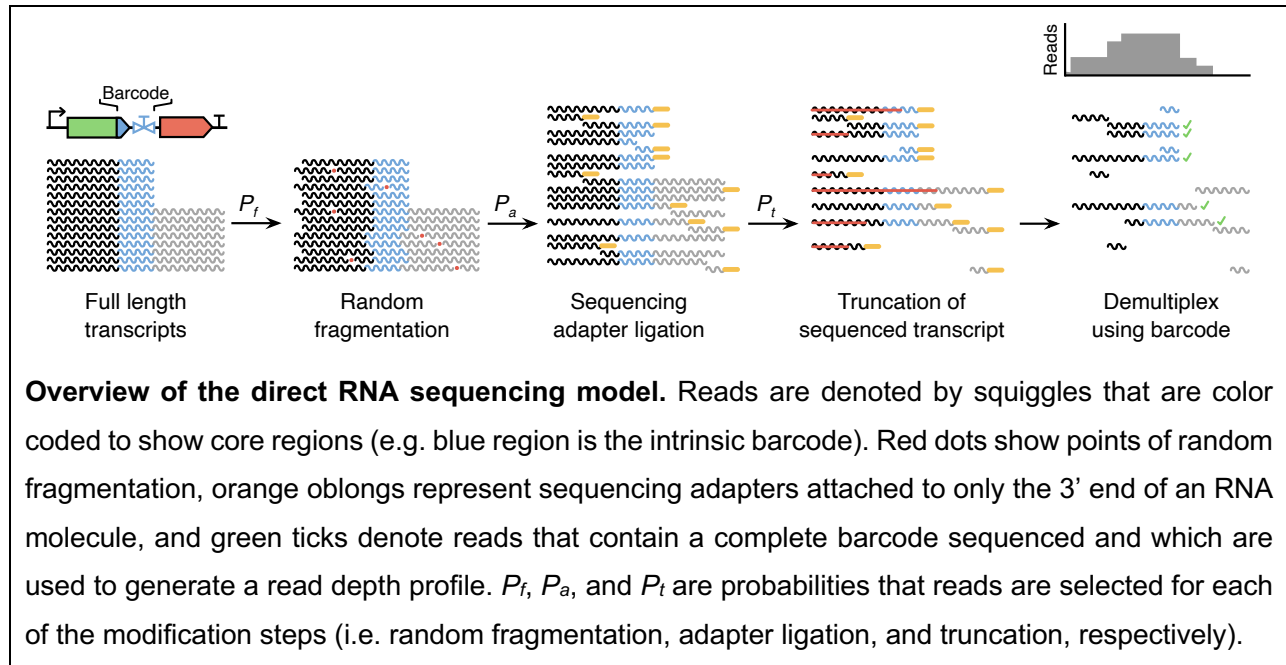 Reads
Barcode
Pf
Pa
Pt
Full length
transcripts
Random
fragmentation
Sequencing
adapter ligation
Truncation of
sequenced transcript
Demultiplex
using barcode
Overview of the direct RNA sequencing model. Reads are denoted by squiggles that are color
coded to show core regions (e.g. blue region is the intrinsic barcode). Red dots show points of random
fragmentation, orange oblongs represent sequencing adapters attached to only the 3’ end of an RNA
molecule, and green ticks denote reads that contain a complete barcode sequenced and which are
used to generate a read depth profile. Pf, Pa, and Pt are probabilities that reads are selected for each
of the modification steps (i.e. random fragmentation, adapter ligation, and truncation, respectively).